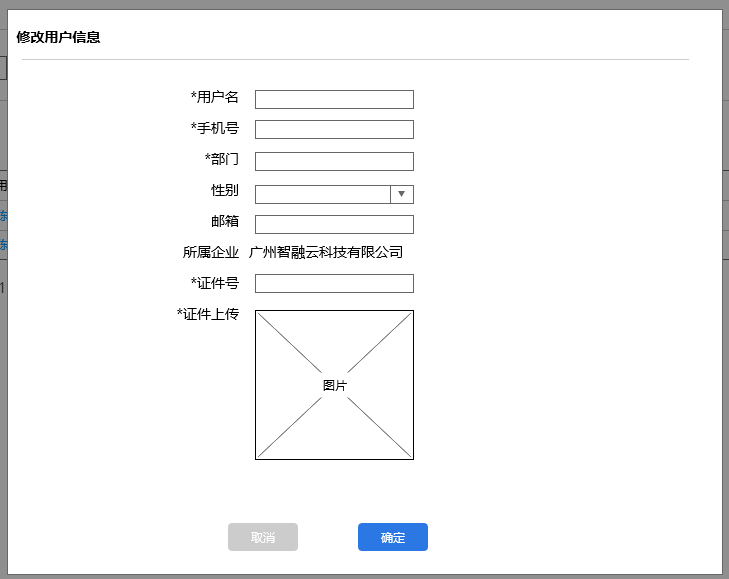 修改用户信息
*用户名
*手机号
*部门
性别
邮箱
所属企业 广州智融云科技有限公司
*证件号
*证件上传
图片
取消 确定
用
1